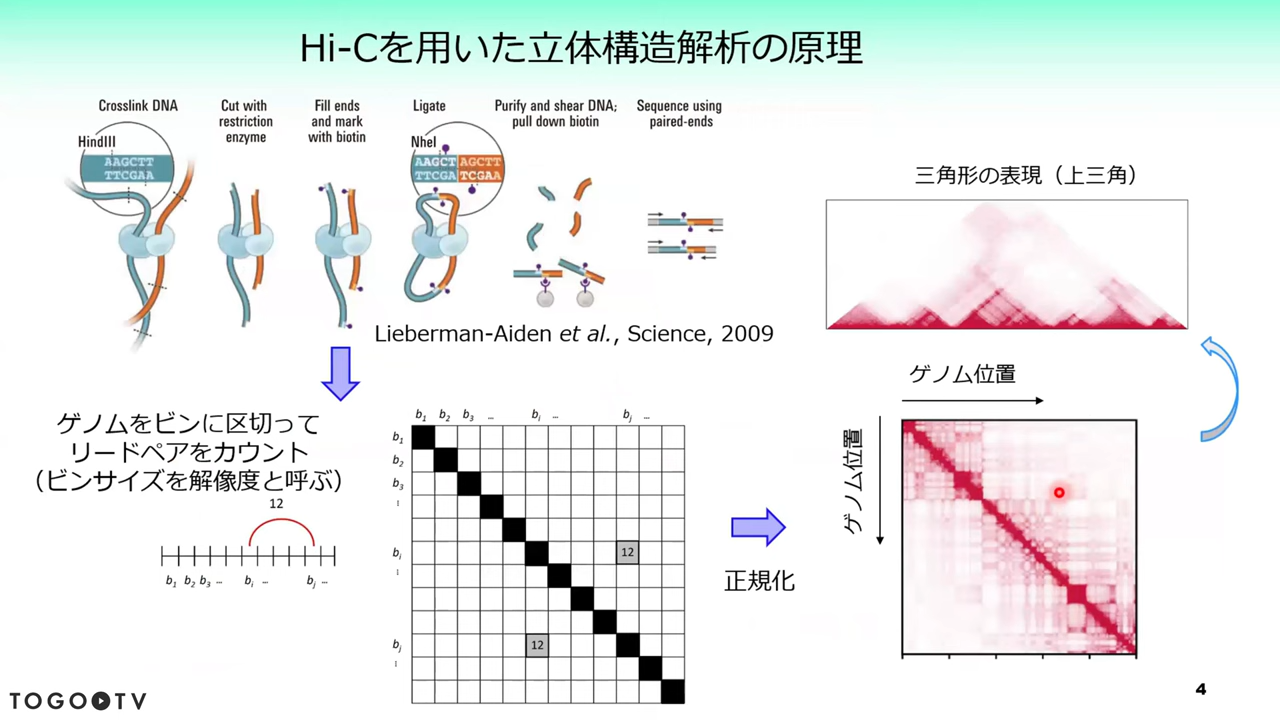 Hi-Cを用いた立体構造解析の原理
Crosslink DNA
HindIII
AAGCTT
TTCGAA
Cut with
restriction
enzyme
Fill ends
and mark
with biotin
Ligate
NheI
AAGCT AGCTT
TTCGA TCGAA
Purify and shear DNA;
pull down biotin
Sequence using
paired-ends
Lieberman-Aiden et al., Science, 2009
ゲノムをビンに区切って
リードペアをカウント
（ビンサイズを解像度と呼ぶ）
12
b1 b2 b3 … bi … bj …
b1 b2 b3 … bi … bj …
b1
b2
b3
⁞
bi
⁞
bj
⁞
12
12
正規化
三角形の表現（上三角）
ゲノム位置
ゲノム位置
TOGO TV
4